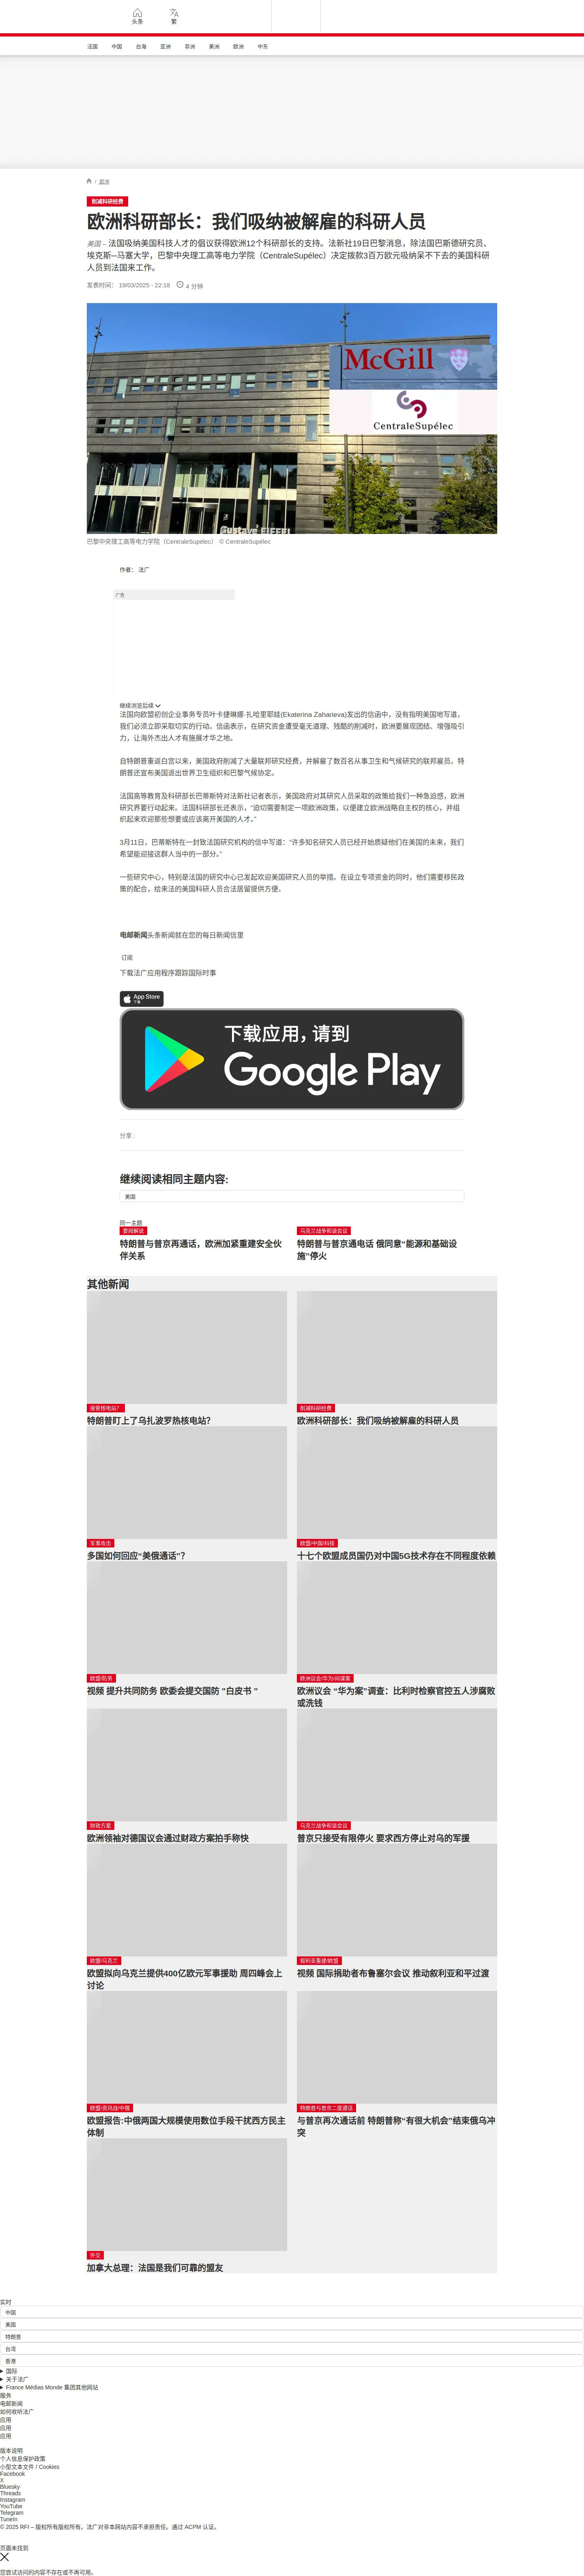 头条
繁
法国
中国
台海
亚洲
非洲
美洲
欧洲
中东
/ 欧洲
削减科研经费
欧洲科研部长：我们吸纳被解雇的科研人员
美国 – 法国吸纳美国科技人才的倡议获得欧洲12个科研部长的支持。法新社19日巴黎消息，除法国巴斯德研究员、
埃克斯─马塞大学，巴黎中央理工高等电力学院（CentraleSupélec）决定拨款3百万欧元吸纳呆不下去的美国科研
人员到法国来工作。
发表时间： 19/03/2025 - 22:18
4 分钟
McGill
CentraleSupélec
GUSTAVE EIFFEL
巴黎中央理工高等电力学院（CentraleSupélec） © CentraleSupélec
作者： 法广
广告
继续浏览后续
法国向欧盟初创企业事务专员叶卡捷琳娜·扎哈里耶娃(Ekaterina Zaharieva)发出的信函中，没有指明美国地写道，
我们必须立即采取切实的行动。信函表示，在研究资金遭受毫无道理、残酷的削减时，欧洲要展现团结、增强吸引
力，让海外杰出人才有施展才华之地。
自特朗普重返白宫以来，美国政府削减了大量联邦研究经费，并解雇了数百名从事卫生和气候研究的联邦雇员、特
朗普还宣布美国退出世界卫生组织和巴黎气候协定。
法国高等教育及科研部长巴蒂斯特对法新社记者表示，美国政府对其研究人员采取的政策给我们一种急迫感，欧洲
研究界要行动起来。法国科研部长还表示，“迫切需要制定一项欧洲政策，以便建立欧洲战略自主权的核心，并组
织起来欢迎那些想要或应该离开美国的人才。”
3月11日，巴蒂斯特在一封致法国研究机构的信中写道：“许多知名研究人员已经开始质疑他们在美国的未来，我们
希望能迎接这群人当中的一部分。”
一些研究中心，特别是法国的研究中心已发起欢迎美国研究人员的举措。在设立专项资金的同时，他们需要移民政
策的配合，给来法的美国科研人员合法居留提供方便。
电邮新闻头条新闻就在您的每日新闻信里
订阅
下载法广应用程序跟踪国际时事
App Store
下载
下载应用，请到
Google Play
分享 :
继续阅读相同主题内容:
美国
同一主题
要闻解说
特朗普与普京再通话，欧洲加紧重建安全伙
伴关系
乌克兰战争和谈会议
特朗普与普京通电话 俄同意“能源和基础设
施”停火
其他新闻
接管核电站？
特朗普盯上了乌扎波罗热核电站?
削减科研经费
欧洲科研部长：我们吸纳被解雇的科研人员
军事攻击
多国如何回应“美俄通话”？
欧盟/中国/科技
十七个欧盟成员国仍对中国5G技术存在不同程度依赖
欧盟/防务
视频 提升共同防务 欧委会提交国防 “白皮书 ”
欧洲议会/华为/间谍案
欧洲议会 “华为案”调查：比利时检察官控五人涉腐败
或洗钱
财政方案
欧洲领袖对德国议会通过财政方案拍手称快
乌克兰战争和谈会议
普京只接受有限停火 要求西方停止对乌的军援
欧盟/乌克兰
欧盟拟向乌克兰提供400亿欧元军事援助 周四峰会上
讨论
叙利亚重建/欧盟
视频 国际捐助者布鲁塞尔会议 推动叙利亚和平过渡
欧盟/资讯战/中俄
欧盟报告:中俄两国大规模使用数位手段干扰西方民主
体制
特朗普与普京二度通话
与普京再次通话前 特朗普称“有很大机会”结束俄乌冲
突
外交
加拿大总理：法国是我们可靠的盟友
实时
中国
美国
特朗普
台湾
香港
国际
关于法广
France Médias Monde 集团其他网站
服务
电邮新闻
如何收听法广
应用
应用
应用
版本说明
个人信息保护政策
小型文本文件 / Cookies
Facebook
X
Bluesky
Threads
Instagram
YouTube
Telegram
TuneIn
© 2025 RFI – 版权所有版权所有。法广对非本网站内容不承担责任。通过 ACPM 认证。
页面未找到
您尝试访问的内容不存在或不再可用。